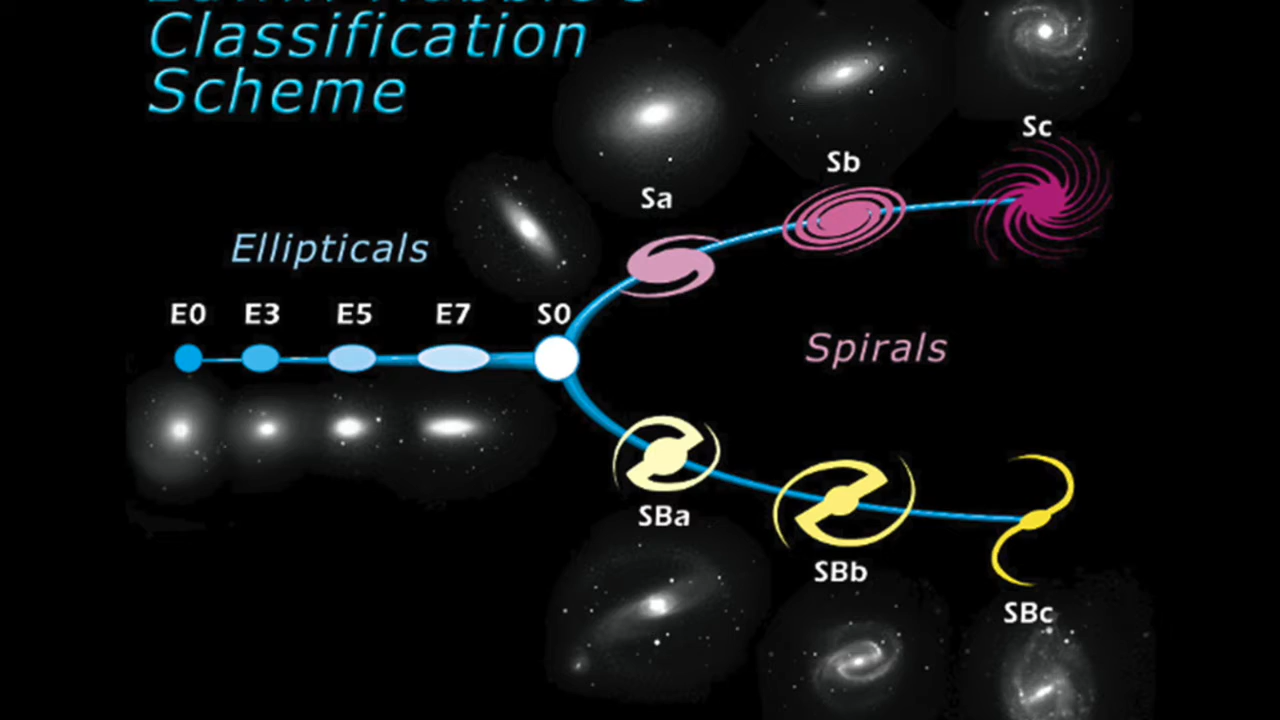 Classification
Scheme
Sc
Sb
Sa
Ellipticals
E0 E3 E5 E7 S0
Spirals
SBa
SBb
SBc